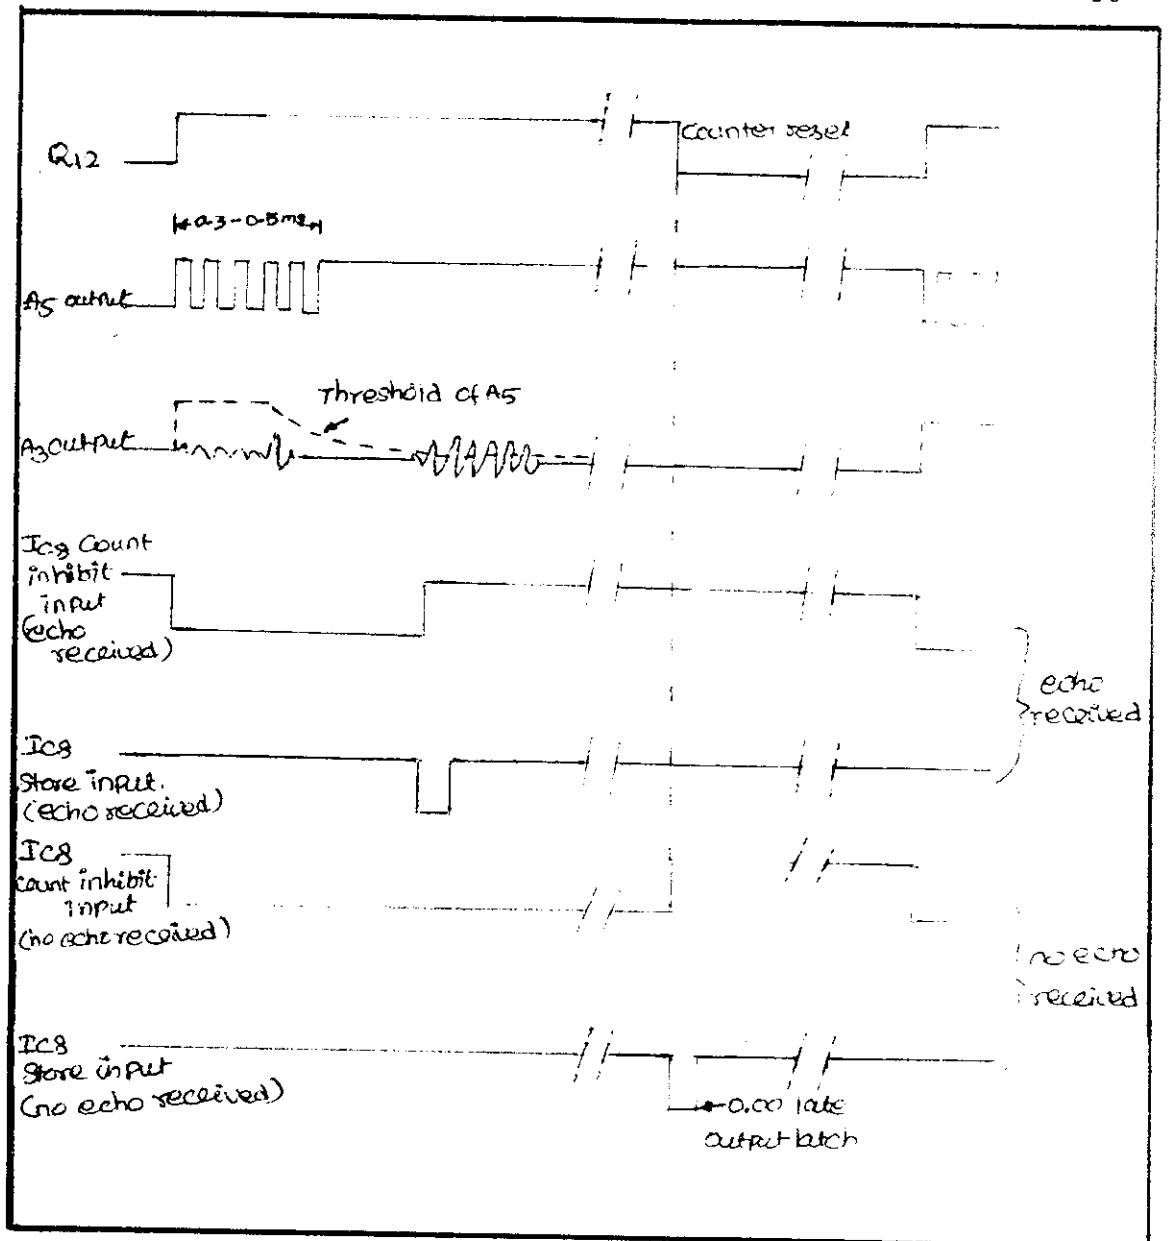 Q12
Counter reset
0.3-0.5ms
A5 output
Threshold of A5
A3 output
IC8 Count
inhibit
input
(echo
received)
echo
received
IC8
Store input.
(echo received)
IC8
count inhibit
input
(no echo received)
no echo
received
IC8
Store input
(no echo received)
0.00 late
output latch